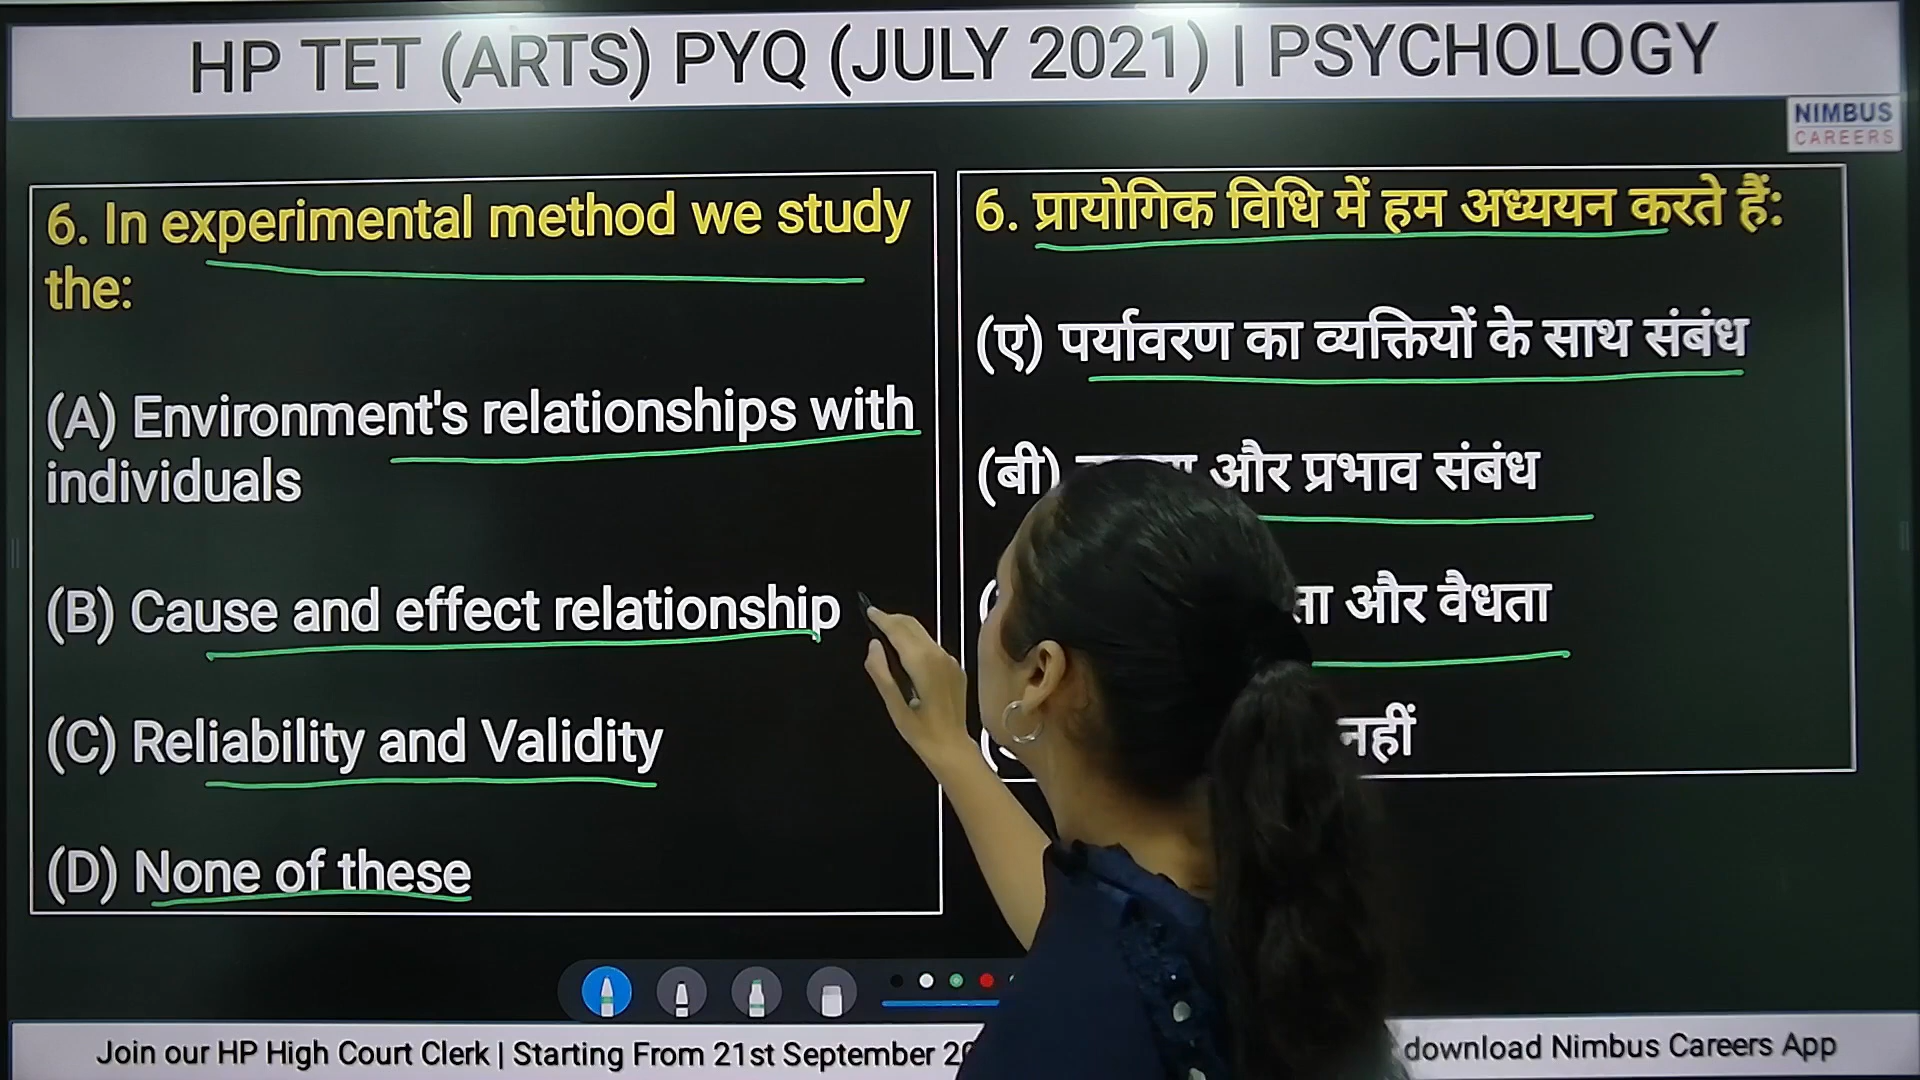 HP TET (ARTS) PYQ (JULY 2021) | PSYCHOLOGY
NIMBUS
CAREERS
6. In experimental method we study
the:
(A) Environment's relationships with
individuals
(B) Cause and effect relationship
(C) Reliability and Validity
(D) None of these
6. प्रायोगिक विधि में हम अध्ययन करते हैं:
(ए) पर्यावरण का व्यक्तियों के साथ संबंध
(बी) और प्रभाव संबंध
और वैधता
नहीं
Join our HP High Court Clerk | Starting From 21st September
download Nimbus Careers App